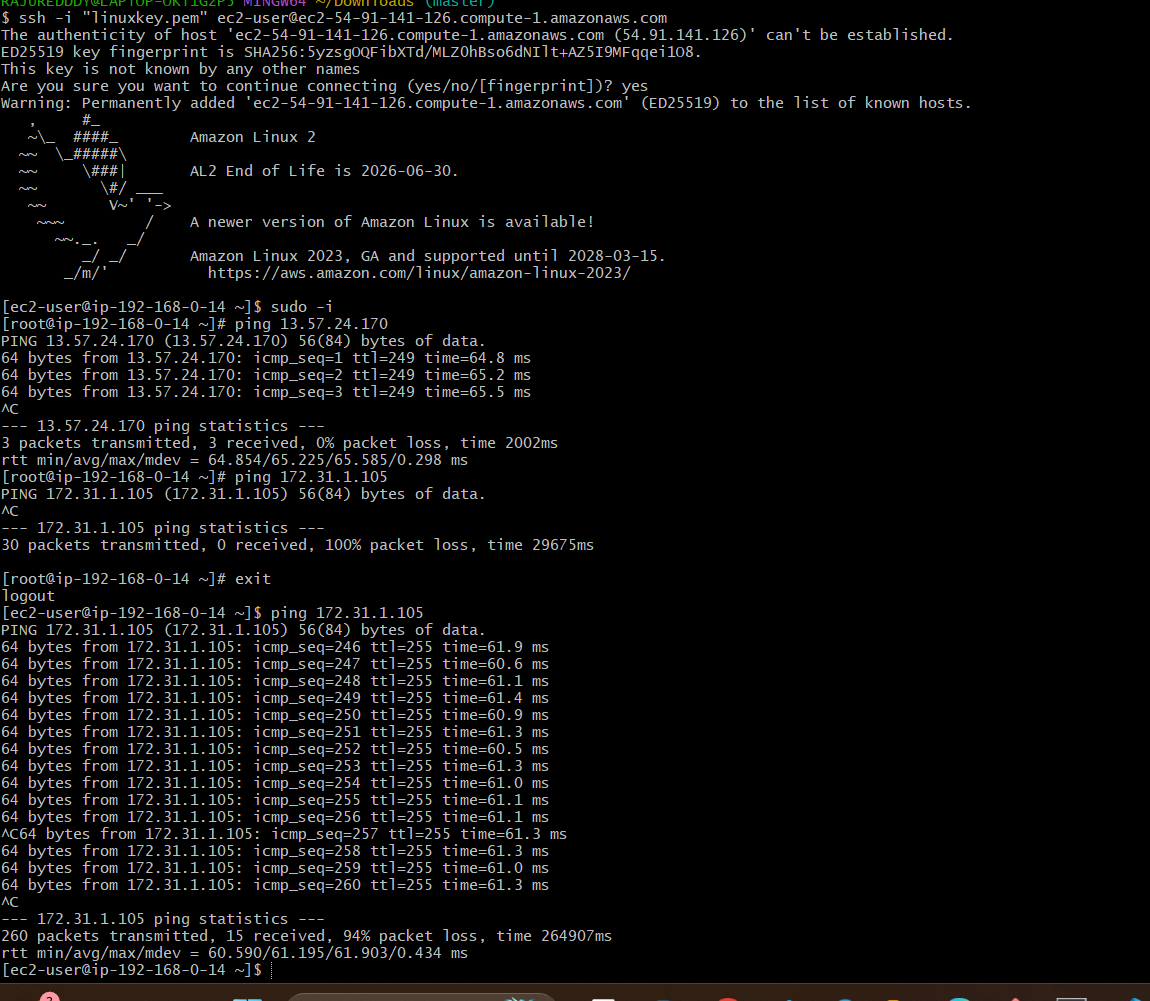 RAJUREDDDY@LAPTOP-OKT1G2P5 MINGW64 ~/Downloads (master)
$ ssh -i "linuxkey.pem" ec2-user@ec2-54-91-141-126.compute-1.amazonaws.com
The authenticity of host 'ec2-54-91-141-126.compute-1.amazonaws.com (54.91.141.126)' can't be established.
ED25519 key fingerprint is SHA256:5yzsgOQFibXTd/MLZOhBso6dNIlt+AZ5I9MFqqei1O8.
This key is not known by any other names
Are you sure you want to continue connecting (yes/no/[fingerprint])? yes
Warning: Permanently added 'ec2-54-91-141-126.compute-1.amazonaws.com' (ED25519) to the list of known hosts.
   ,     #_
   ~\_  ####_        Amazon Linux 2
  ~~  \_#####\
  ~~     \###|       AL2 End of Life is 2026-06-30.
  ~~       \#/ ___
   ~~       V~' '->
    ~~~         /    A newer version of Amazon Linux is available!
      ~~._.   _/
         _/ _/       Amazon Linux 2023, GA and supported until 2028-03-15.
       _/m/'           https://aws.amazon.com/linux/amazon-linux-2023/
[ec2-user@ip-192-168-0-14 ~]$ sudo -i
[root@ip-192-168-0-14 ~]# ping 13.57.24.170
PING 13.57.24.170 (13.57.24.170) 56(84) bytes of data.
64 bytes from 13.57.24.170: icmp_seq=1 ttl=249 time=64.8 ms
64 bytes from 13.57.24.170: icmp_seq=2 ttl=249 time=65.2 ms
64 bytes from 13.57.24.170: icmp_seq=3 ttl=249 time=65.5 ms
^C
--- 13.57.24.170 ping statistics ---
3 packets transmitted, 3 received, 0% packet loss, time 2002ms
rtt min/avg/max/mdev = 64.854/65.225/65.585/0.298 ms
[root@ip-192-168-0-14 ~]# ping 172.31.1.105
PING 172.31.1.105 (172.31.1.105) 56(84) bytes of data.
^C
--- 172.31.1.105 ping statistics ---
30 packets transmitted, 0 received, 100% packet loss, time 29675ms
[root@ip-192-168-0-14 ~]# exit
logout
[ec2-user@ip-192-168-0-14 ~]$ ping 172.31.1.105
PING 172.31.1.105 (172.31.1.105) 56(84) bytes of data.
64 bytes from 172.31.1.105: icmp_seq=246 ttl=255 time=61.9 ms
64 bytes from 172.31.1.105: icmp_seq=247 ttl=255 time=60.6 ms
64 bytes from 172.31.1.105: icmp_seq=248 ttl=255 time=61.1 ms
64 bytes from 172.31.1.105: icmp_seq=249 ttl=255 time=61.4 ms
64 bytes from 172.31.1.105: icmp_seq=250 ttl=255 time=60.9 ms
64 bytes from 172.31.1.105: icmp_seq=251 ttl=255 time=61.3 ms
64 bytes from 172.31.1.105: icmp_seq=252 ttl=255 time=60.5 ms
64 bytes from 172.31.1.105: icmp_seq=253 ttl=255 time=61.3 ms
64 bytes from 172.31.1.105: icmp_seq=254 ttl=255 time=61.0 ms
64 bytes from 172.31.1.105: icmp_seq=255 ttl=255 time=61.1 ms
64 bytes from 172.31.1.105: icmp_seq=256 ttl=255 time=61.1 ms
^C64 bytes from 172.31.1.105: icmp_seq=257 ttl=255 time=61.3 ms
64 bytes from 172.31.1.105: icmp_seq=258 ttl=255 time=61.3 ms
64 bytes from 172.31.1.105: icmp_seq=259 ttl=255 time=61.0 ms
64 bytes from 172.31.1.105: icmp_seq=260 ttl=255 time=61.3 ms
^C
--- 172.31.1.105 ping statistics ---
260 packets transmitted, 15 received, 94% packet loss, time 264907ms
rtt min/avg/max/mdev = 60.590/61.195/61.903/0.434 ms
[ec2-user@ip-192-168-0-14 ~]$